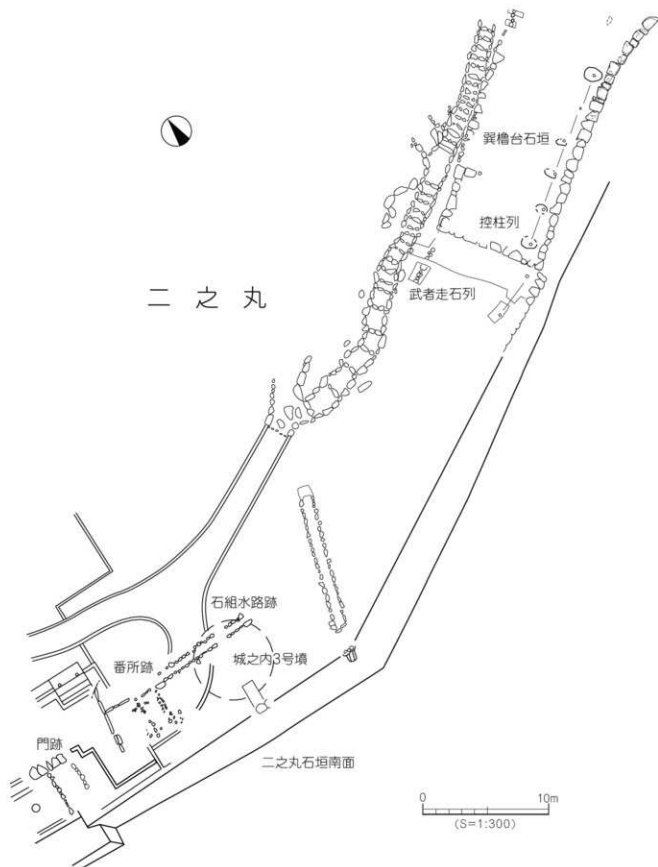 巽櫓台石垣
控柱列
武者走石列
二之丸
石組水路跡
城之内3号墳
番所跡
門跡
二之丸石垣南面
0 10m
(S=1:300)